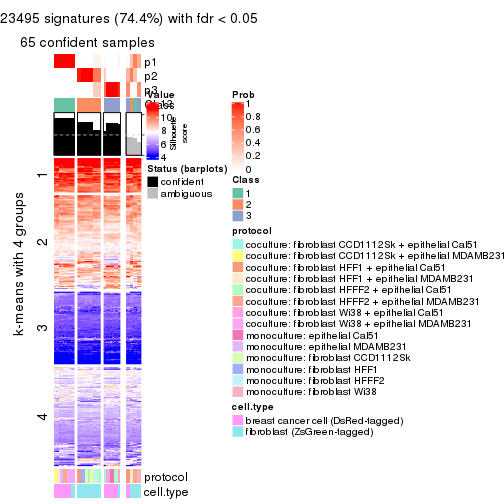 23495 signatures (74.4%) with fdr < 0.05
65 confident samples
p1
p2
p3
Value
12
10
8
6
4
Silhouette
score
Prob
1
0.8
0.6
0.4
0.2
0
Status (barplots)
confident
ambiguous
Class
1
2
3
k-means with 4 groups
1
2
3
4
protocol
coculture: fibroblast CCD1112Sk + epithelial Cal51
coculture: fibroblast CCD1112Sk + epithelial MDAMB231
coculture: fibroblast HFF1 + epithelial Cal51
coculture: fibroblast HFF1 + epithelial MDAMB231
coculture: fibroblast HFFF2 + epithelial Cal51
coculture: fibroblast HFFF2 + epithelial MDAMB231
coculture: fibroblast Wi38 + epithelial Cal51
coculture: fibroblast Wi38 + epithelial MDAMB231
monoculture: epithelial Cal51
monoculture: epithelial MDAMB231
monoculture: fibroblast CCD1112Sk
monoculture: fibroblast HFF1
monoculture: fibroblast HFFF2
monoculture: fibroblast Wi38
cell.type
breast cancer cell (DsRed-tagged)
fibroblast (ZsGreen-tagged)
protocol
cell.type